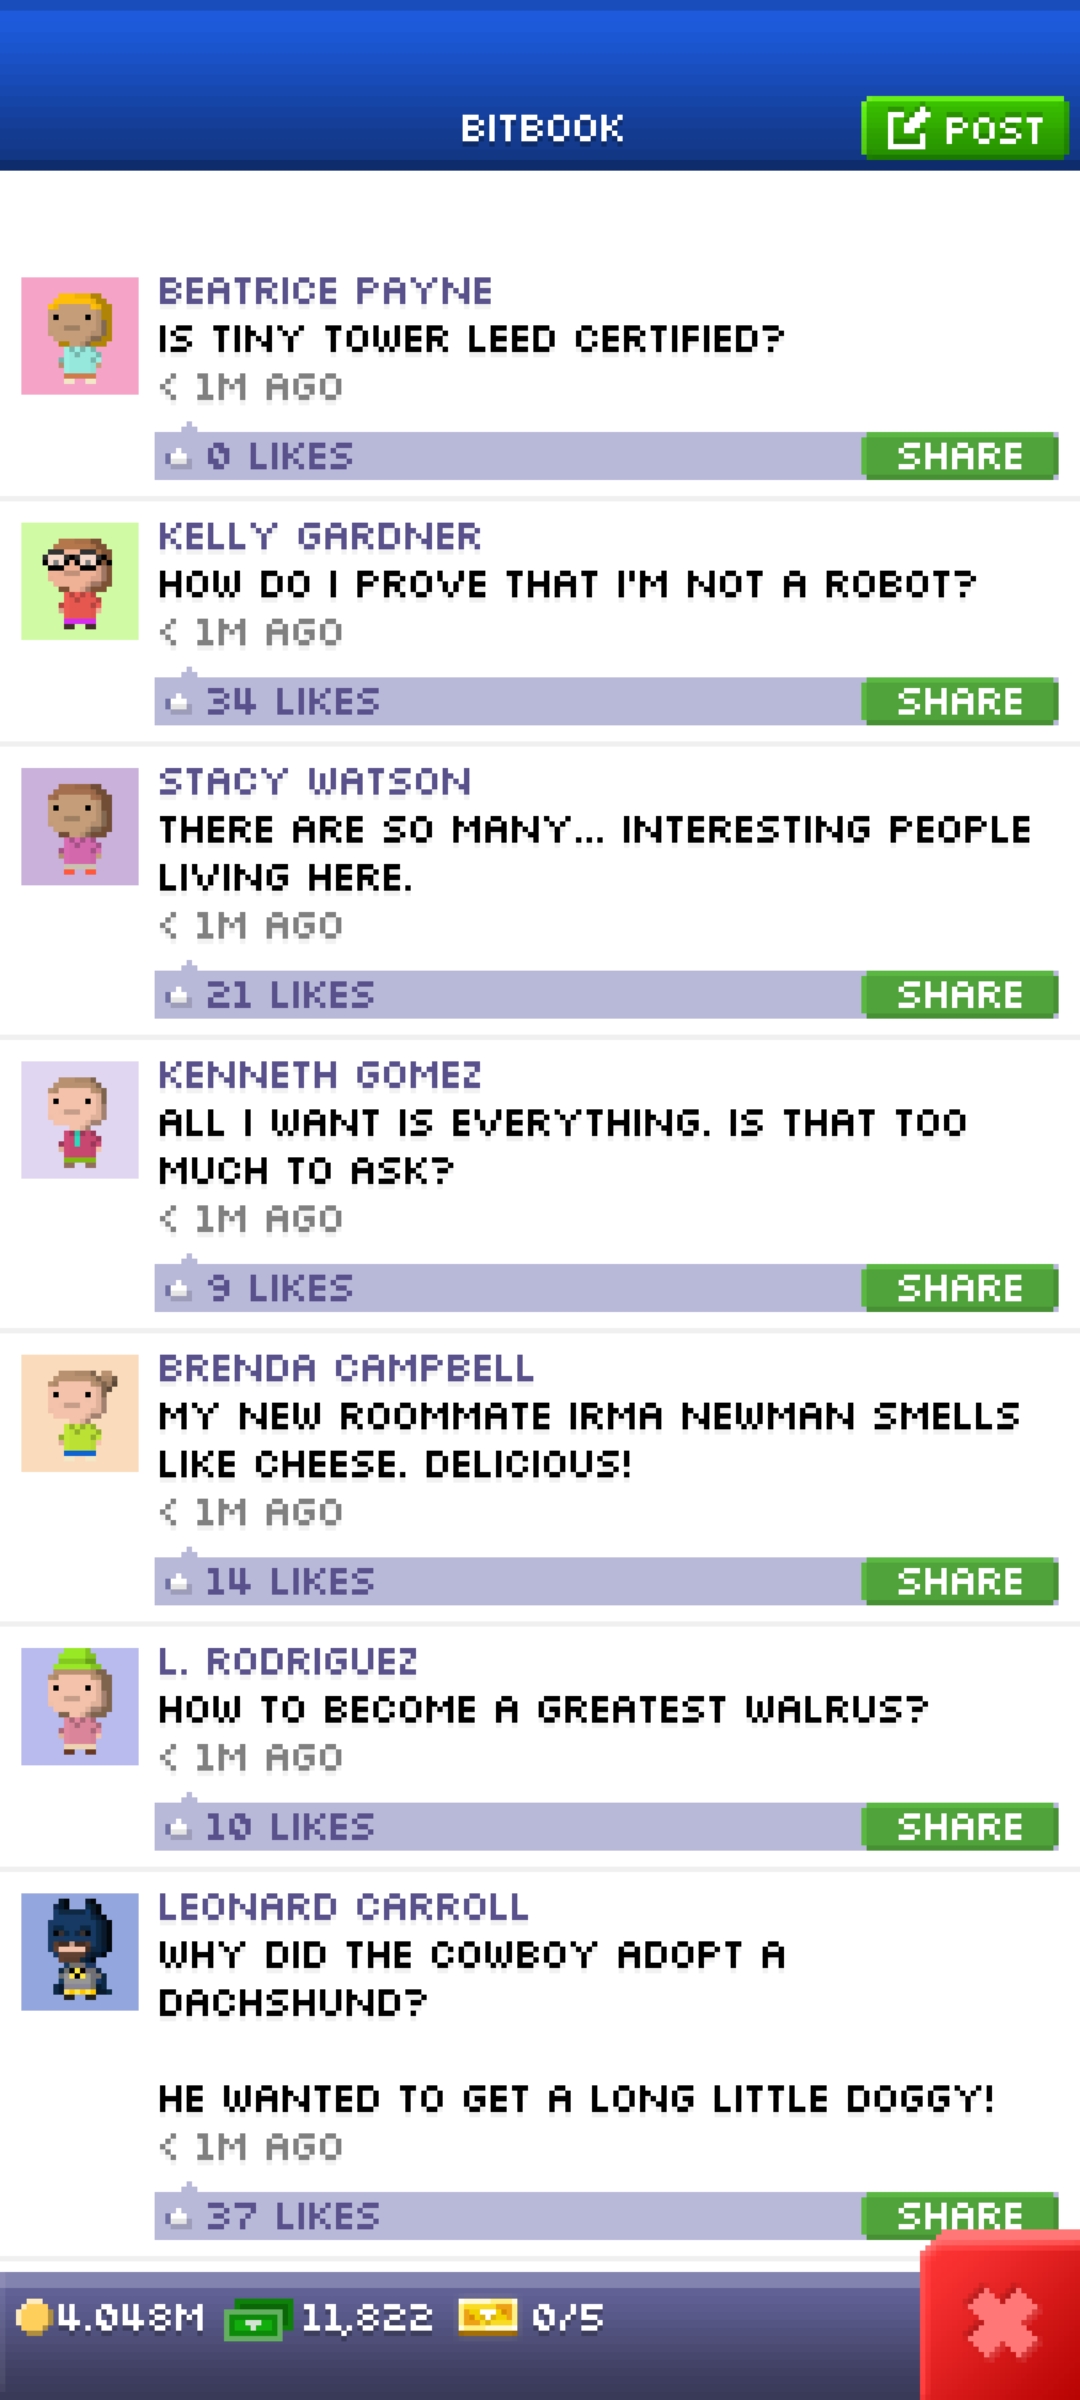 BITBOOK
POST
BEATRICE PAYNE
IS TINY TOWER LEED CERTIFIED?
< 1M AGO
0 LIKES
SHARE
KELLY GARDNER
HOW DO I PROVE THAT I'M NOT A ROBOT?
< 1M AGO
34 LIKES
SHARE
STACY WATSON
THERE ARE SO MANY... INTERESTING PEOPLE
LIVING HERE.
< 1M AGO
21 LIKES
SHARE
KENNETH GOMEZ
ALL I WANT IS EVERYTHING. IS THAT TOO
MUCH TO ASK?
< 1M AGO
9 LIKES
SHARE
BRENDA CAMPBELL
MY NEW ROOMMATE IRMA NEWMAN SMELLS
LIKE CHEESE. DELICIOUS!
< 1M AGO
14 LIKES
SHARE
L. RODRIGUEZ
HOW TO BECOME A GREATEST WALRUS?
< 1M AGO
10 LIKES
SHARE
LEONARD CARROLL
WHY DID THE COWBOY ADOPT A
DACHSHUND?
HE WANTED TO GET A LONG LITTLE DOGGY!
< 1M AGO
37 LIKES
SHARE
4.048M
11,822
0/5